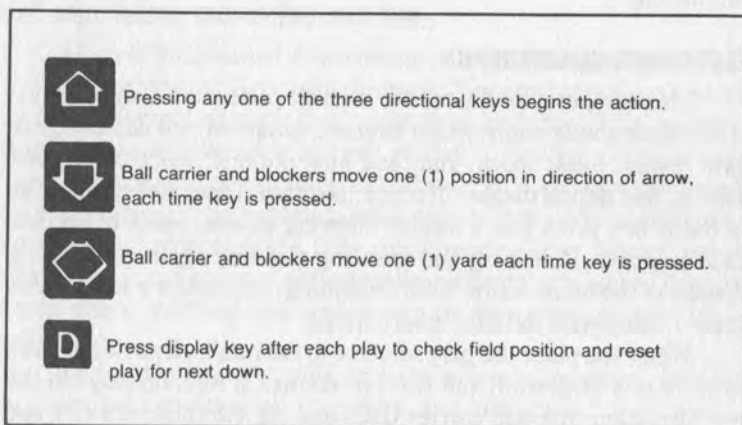 Pressing any one of the three directional keys begins the action.
Ball carrier and blockers move one (1) position in direction of arrow,
each time key is pressed.
Ball carrier and blockers move one (1) yard each time key is pressed.
D Press display key after each play to check field position and reset
play for next down.